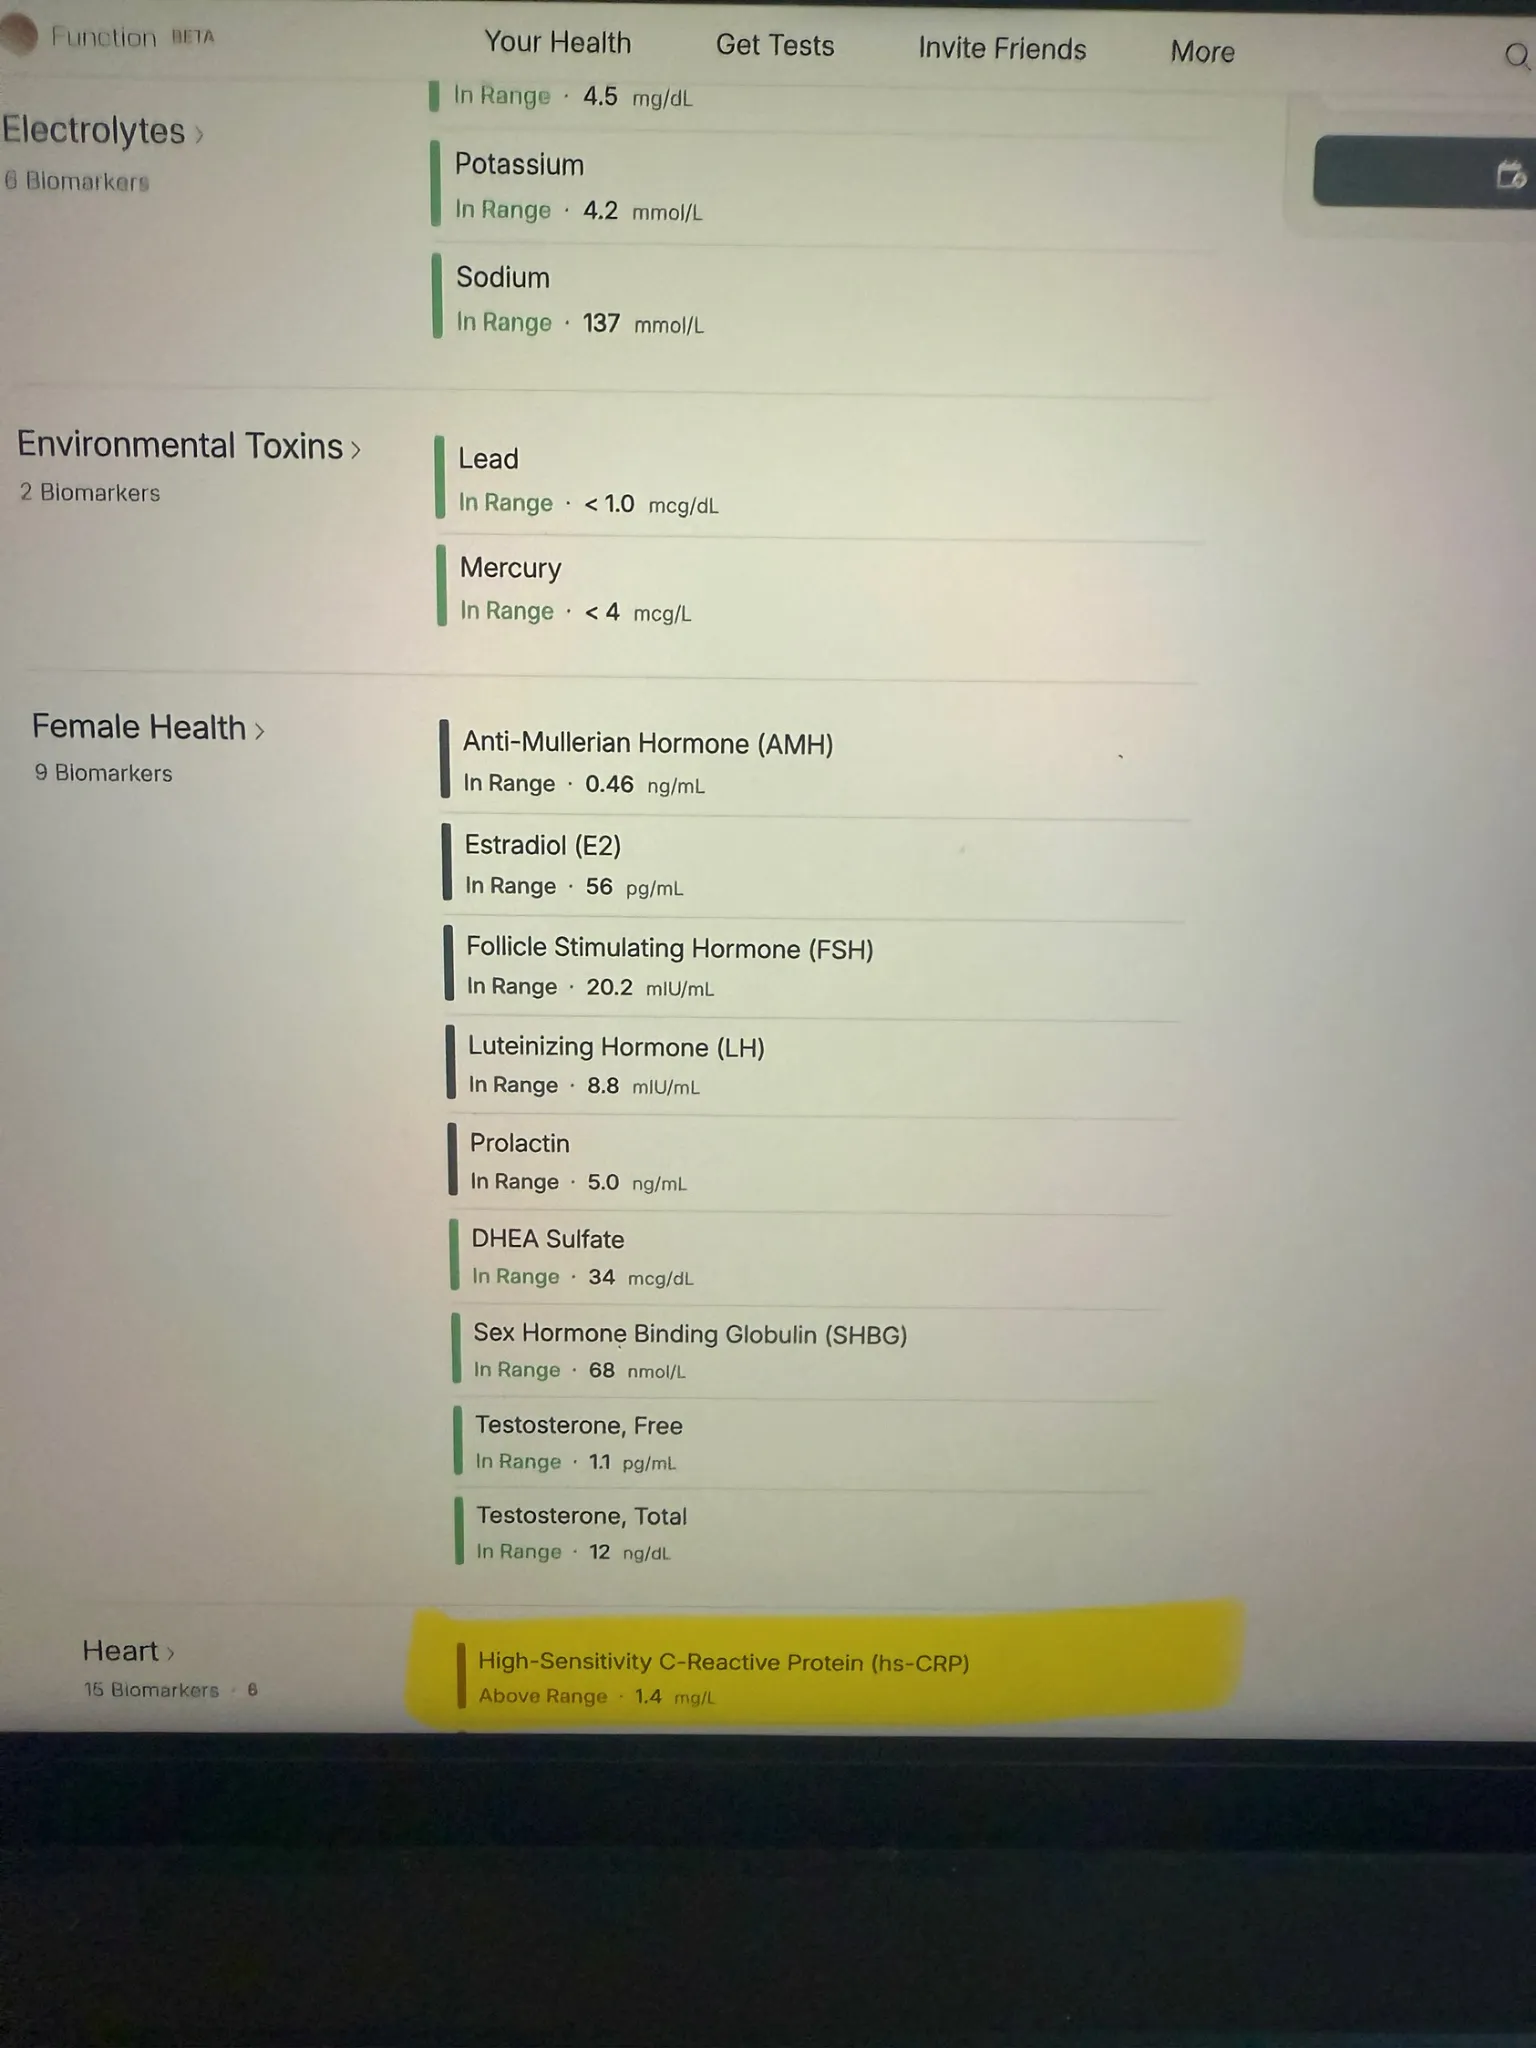 Function BETA
Your Health
Get Tests
Invite Friends
More
In Range · 4.5 mg/dL
Electrolytes >
6 Biomarkers
Potassium
In Range · 4.2 mmol/L
Sodium
In Range · 137 mmol/L
Environmental Toxins >
2 Biomarkers
Lead
In Range · < 1.0 mcg/dL
Mercury
In Range · < 4 mcg/L
Female Health >
9 Biomarkers
Anti-Mullerian Hormone (AMH)
In Range · 0.46 ng/mL
Estradiol (E2)
In Range · 56 pg/mL
Follicle Stimulating Hormone (FSH)
In Range · 20.2 mIU/mL
Luteinizing Hormone (LH)
In Range · 8.8 mIU/mL
Prolactin
In Range · 5.0 ng/mL
DHEA Sulfate
In Range · 34 mcg/dL
Sex Hormone Binding Globulin (SHBG)
In Range · 68 nmol/L
Testosterone, Free
In Range · 1.1 pg/mL
Testosterone, Total
In Range · 12 ng/dL
Heart >
15 Biomarkers · 6
High-Sensitivity C-Reactive Protein (hs-CRP)
Above Range · 1.4 mg/L